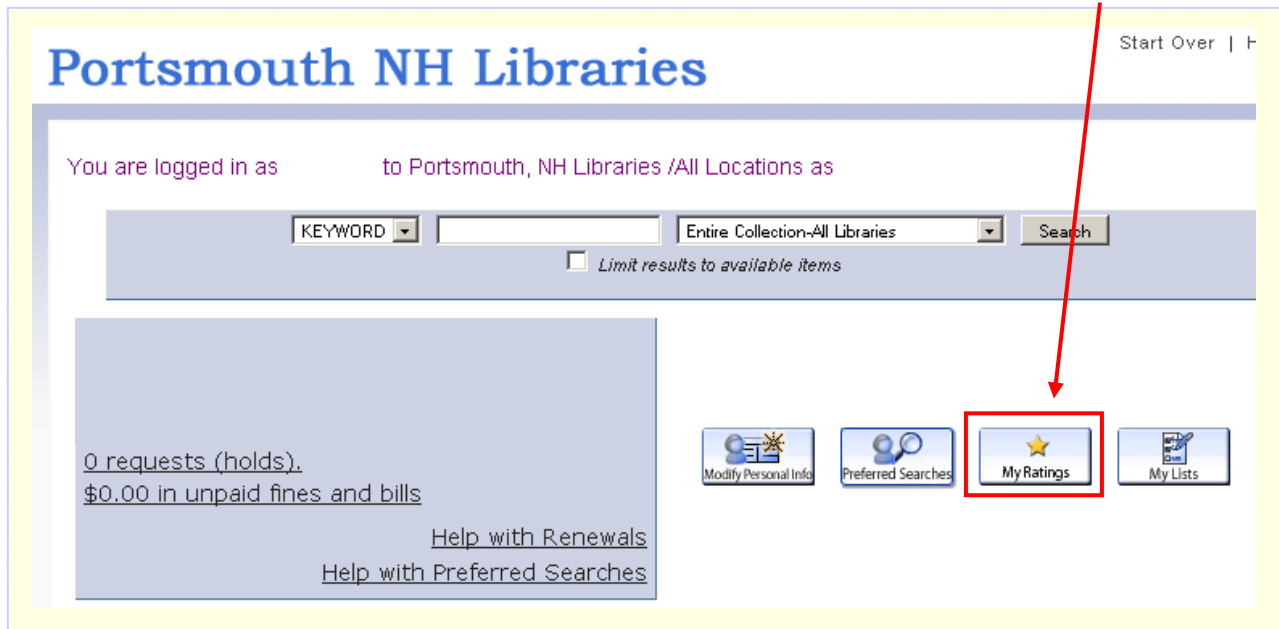 Start Over | H
Portsmouth NH Libraries
You are logged in as to Portsmouth, NH Libraries /All Locations as
KEYWORD Entire Collection-All Libraries Search
Limit results to available items
0 requests (holds).
$0.00 in unpaid fines and bills
Help with Renewals
Help with Preferred Searches
Modify Personal Info Preferred Searches My Ratings My Lists